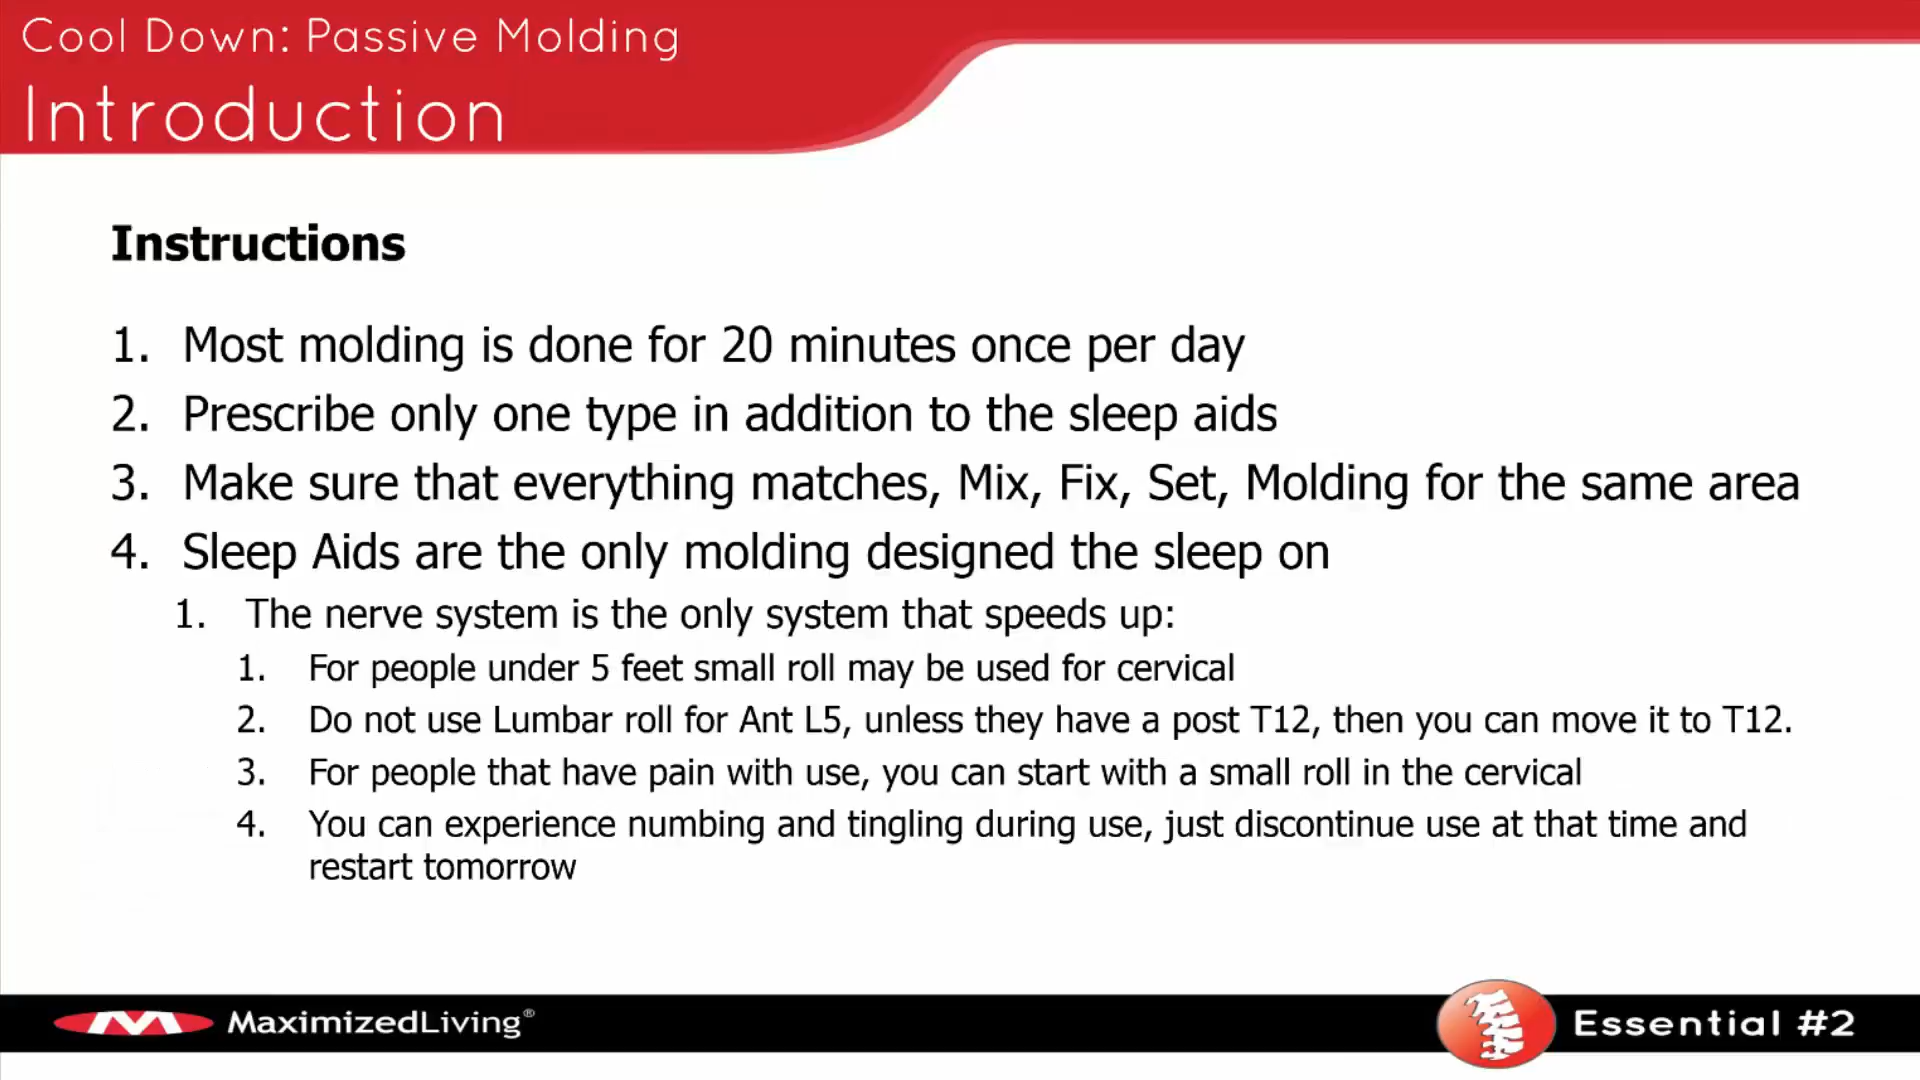 Cool Down: Passive Molding
Introduction
Instructions
1. Most molding is done for 20 minutes once per day
2. Prescribe only one type in addition to the sleep aids
3. Make sure that everything matches, Mix, Fix, Set, Molding for the same area
4. Sleep Aids are the only molding designed the sleep on
1. The nerve system is the only system that speeds up:
1. For people under 5 feet small roll may be used for cervical
2. Do not use Lumbar roll for Ant L5, unless they have a post T12, then you can move it to T12.
3. For people that have pain with use, you can start with a small roll in the cervical
4. You can experience numbing and tingling during use, just discontinue use at that time and
restart tomorrow
MaximizedLiving®
Essential #2